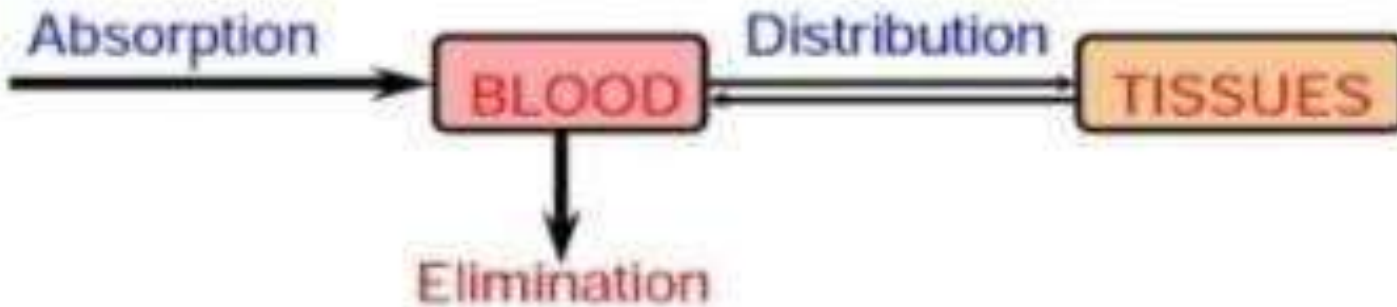 Absorption
Distribution
BLOOD
TISSUES
Elimination